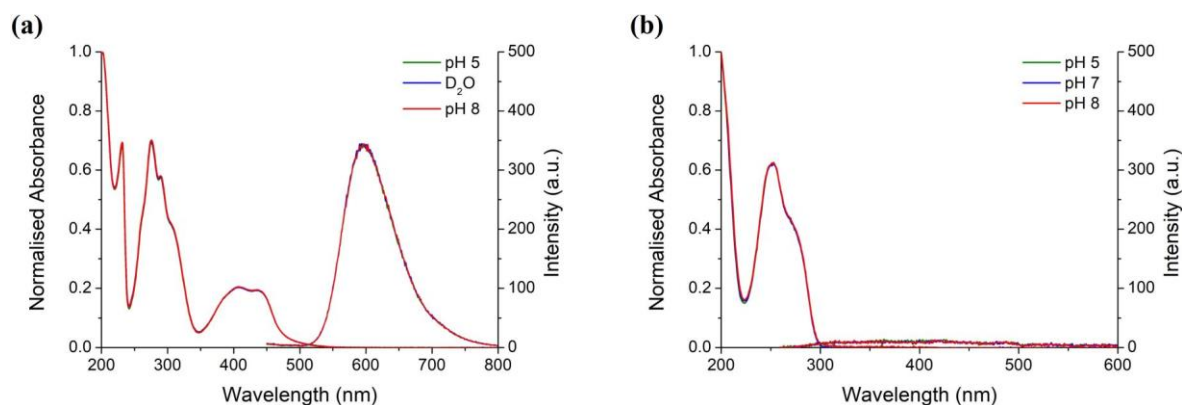 (a)
1.0
0.8
0.6
0.4
0.2
0.0
Normalised Absorbance
500
400
300
200
100
0
Intensity (a.u.)
pH 5
D₂O
pH 8
200 300 400 500 600 700 800
Wavelength (nm)
(b)
1.0
0.8
0.6
0.4
0.2
0.0
Normalised Absorbance
500
400
300
200
100
0
Intensity (a.u.)
pH 5
pH 7
pH 8
200 300 400 500 600
Wavelength (nm)